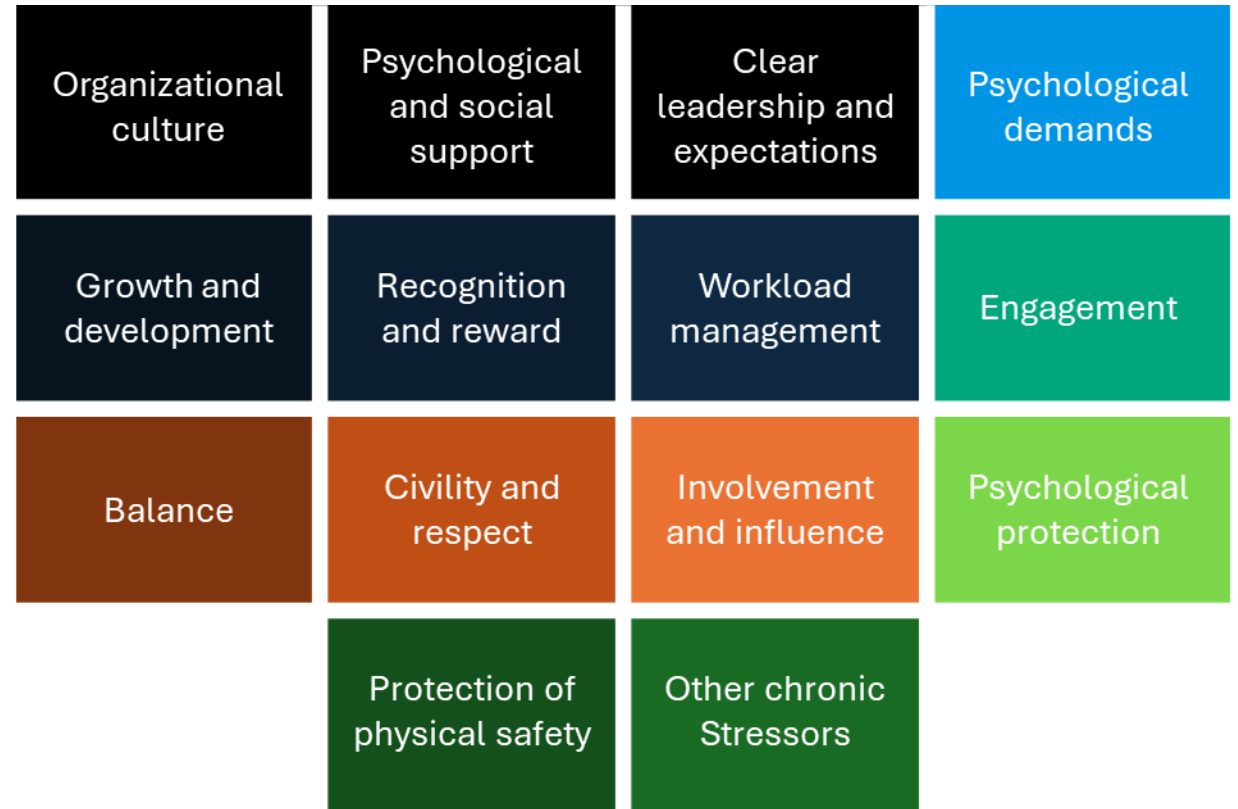 Organizational
culture
Psychological
and social
support
Clear
leadership and
expectations
Psychological
demands
Growth and
development
Recognition
and reward
Workload
management
Engagement
Balance
Civility and
respect
Involvement
and influence
Psychological
protection
Protection of
physical safety
Other chronic
Stressors